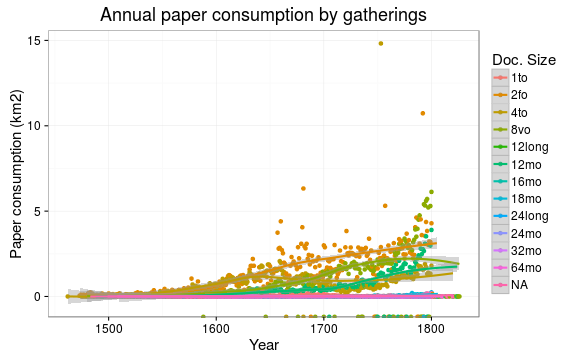 Annual paper consumption by gatherings
15
10
5
0
Paper consumption (km2)
1500
1600
1700
1800
Year
Doc. Size
1to
2fo
4to
8vo
12long
12mo
16mo
18mo
24long
24mo
32mo
64mo
NA